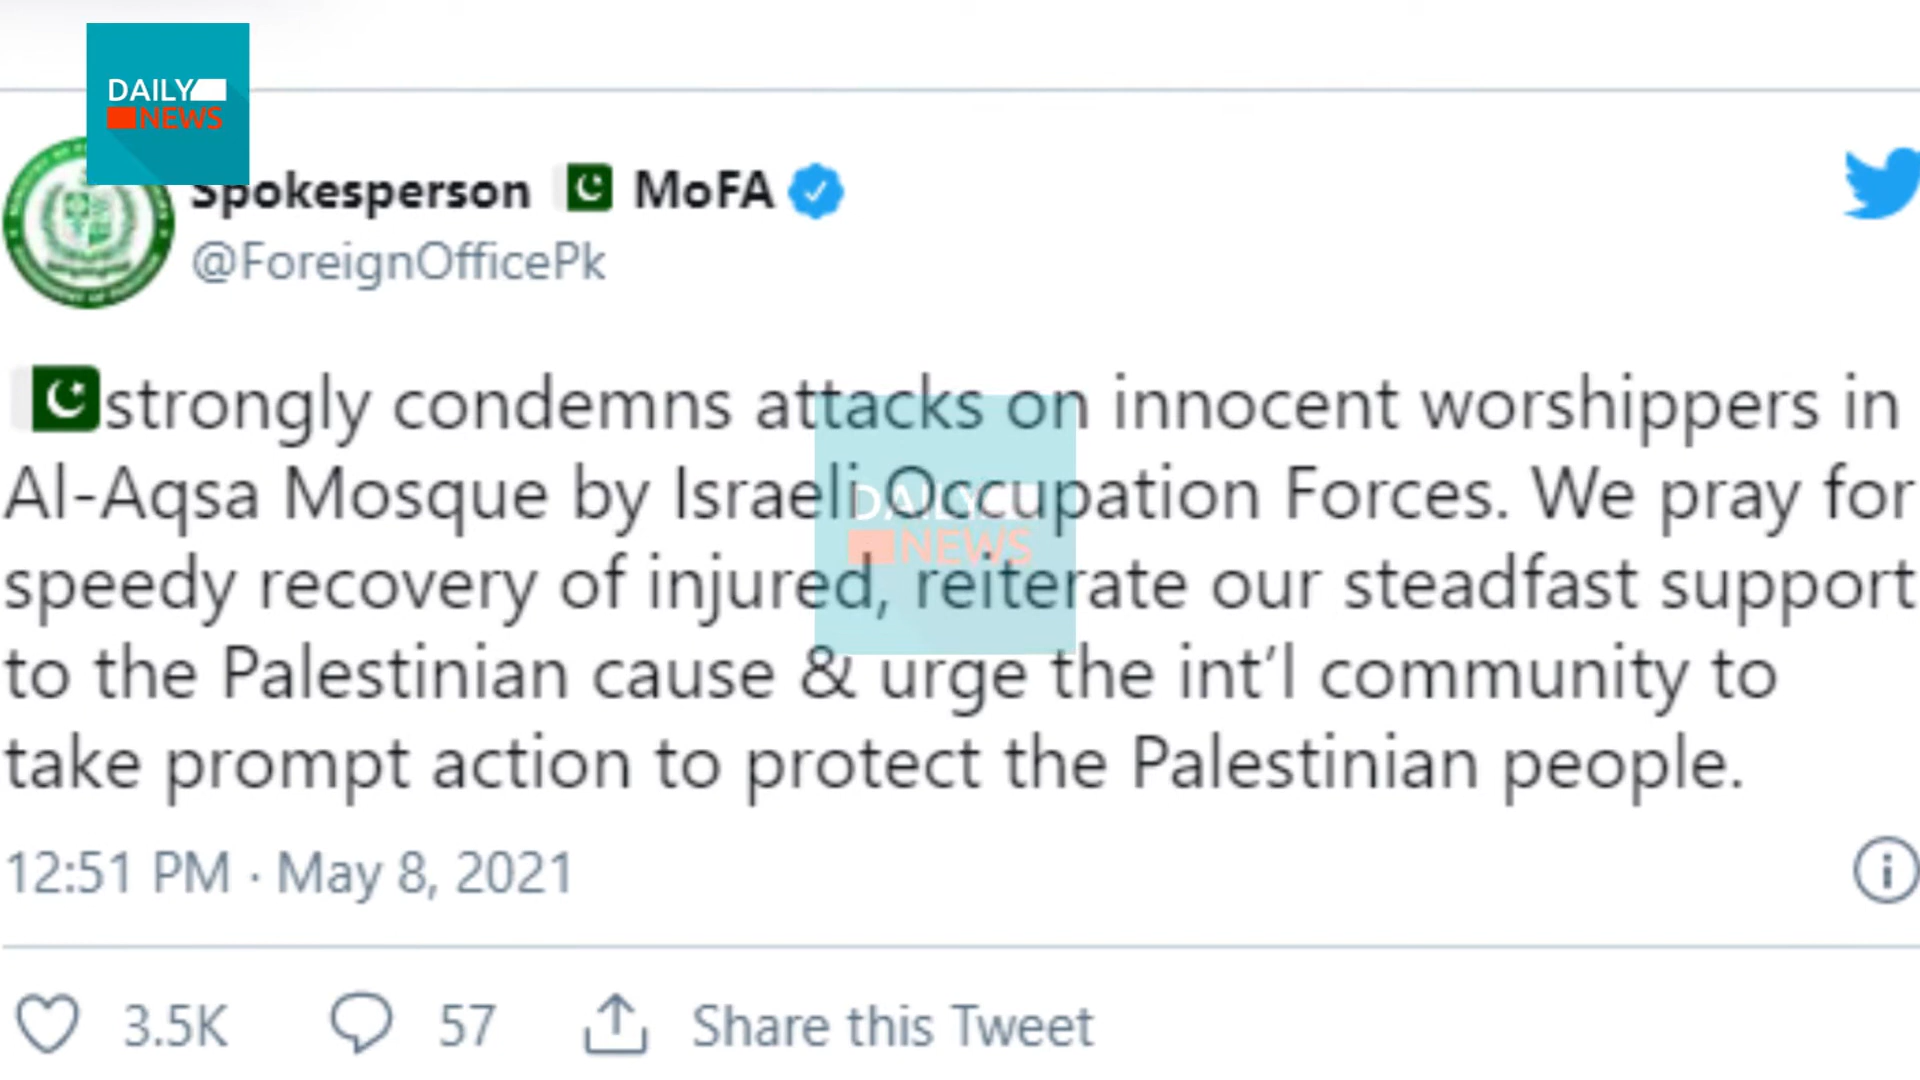 DAILY
NEWS
Spokesperson 🇵🇰 MoFA
@ForeignOfficePk
🇵🇰strongly condemns attacks on innocent worshippers in
Al-Aqsa Mosque by Israeli Occupation Forces. We pray for
speedy recovery of injured, reiterate our steadfast support
to the Palestinian cause & urge the int’l community to
take prompt action to protect the Palestinian people.
DAILY
NEWS
12:51 PM · May 8, 2021
3.5K 57 Share this Tweet